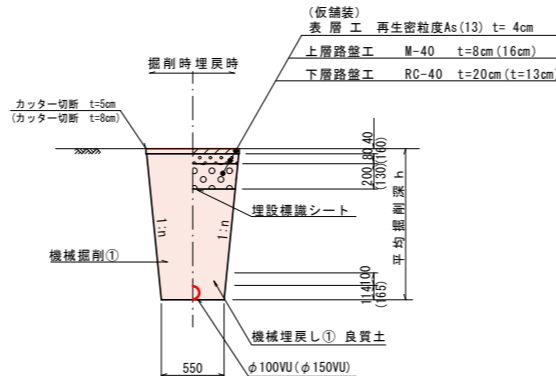 (仮舗装)
表 層 工 再生密粒度As(13) t= 4cm
上層路盤工 M-40 t=8cm(16cm)
下層路盤工 RC-40 t=20cm(t=13cm)
掘削時埋戻時
カッター切断 t=5cm
(カッター切断 t=8cm)
40
80(160)
200
(130)
平均掘削深 h
埋設標識シート
1:n
1:n
機械掘削①
100
114
(165)
機械埋戻し① 良質土
550
φ100VU(φ150VU)